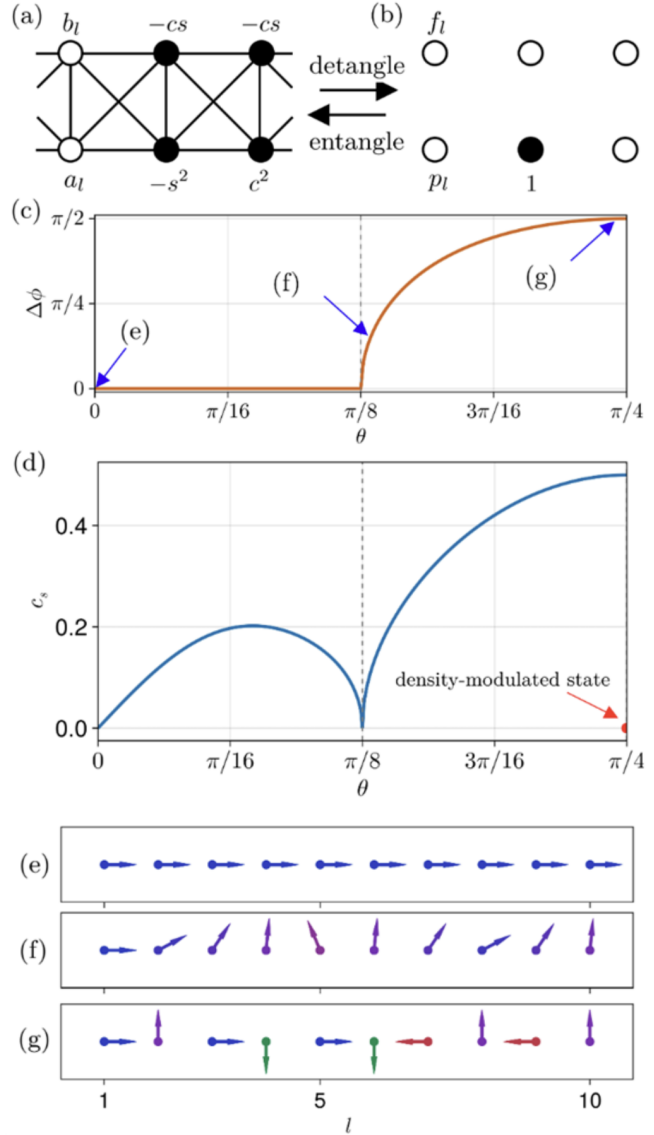 (a) b_l −cs −cs (b) f_l
detangle
entangle
a_l −s² c² p_l 1
(c) π/2
(f) (g)
Δϕ π/4
(e)
0
0 π/16 π/8 3π/16 π/4
θ
(d)
0.4
c_s 0.2
density-modulated state
0.0
0 π/16 π/8 3π/16 π/4
θ
(e)
(f)
(g)
1 5 10
l